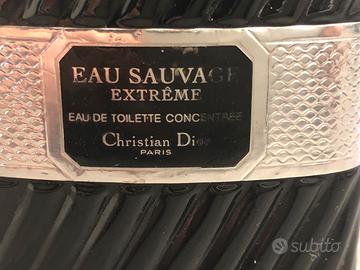 EAU SAUVAGE
EXTRÊME
EAU DE TOILETTE CONCENTRÉE
Christian Dior
PARIS
subito